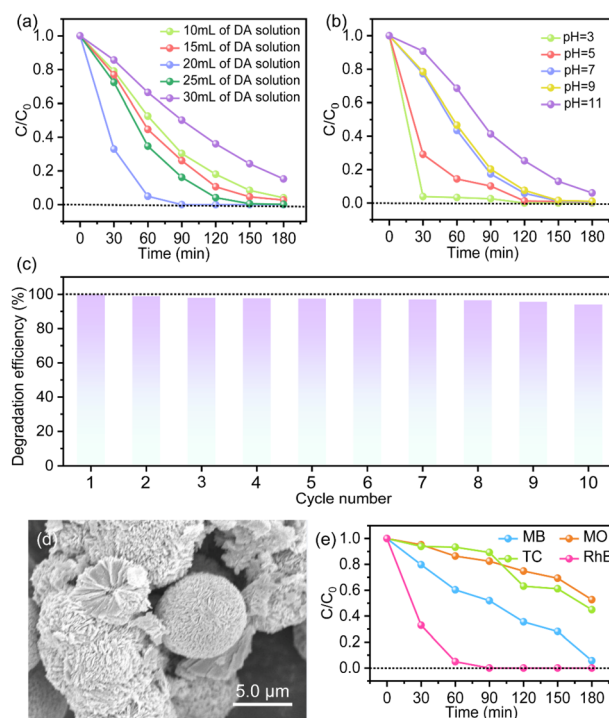 (a)
10mL of DA solution
15mL of DA solution
20mL of DA solution
25mL of DA solution
30mL of DA solution
C/C0
1.0
0.8
0.6
0.4
0.2
0.0
0 30 60 90 120 150 180
Time (min)
(b)
pH=3
pH=5
pH=7
pH=9
pH=11
C/C0
1.0
0.8
0.6
0.4
0.2
0.0
0 30 60 90 120 150 180
Time (min)
(c)
Degradation efficiency (%)
100
80
60
40
20
0
1 2 3 4 5 6 7 8 9 10
Cycle number
(d)
5.0 μm
(e)
MB MO
TC RhB
C/C0
1.0
0.8
0.6
0.4
0.2
0.0
0 30 60 90 120 150 180
Time (min)